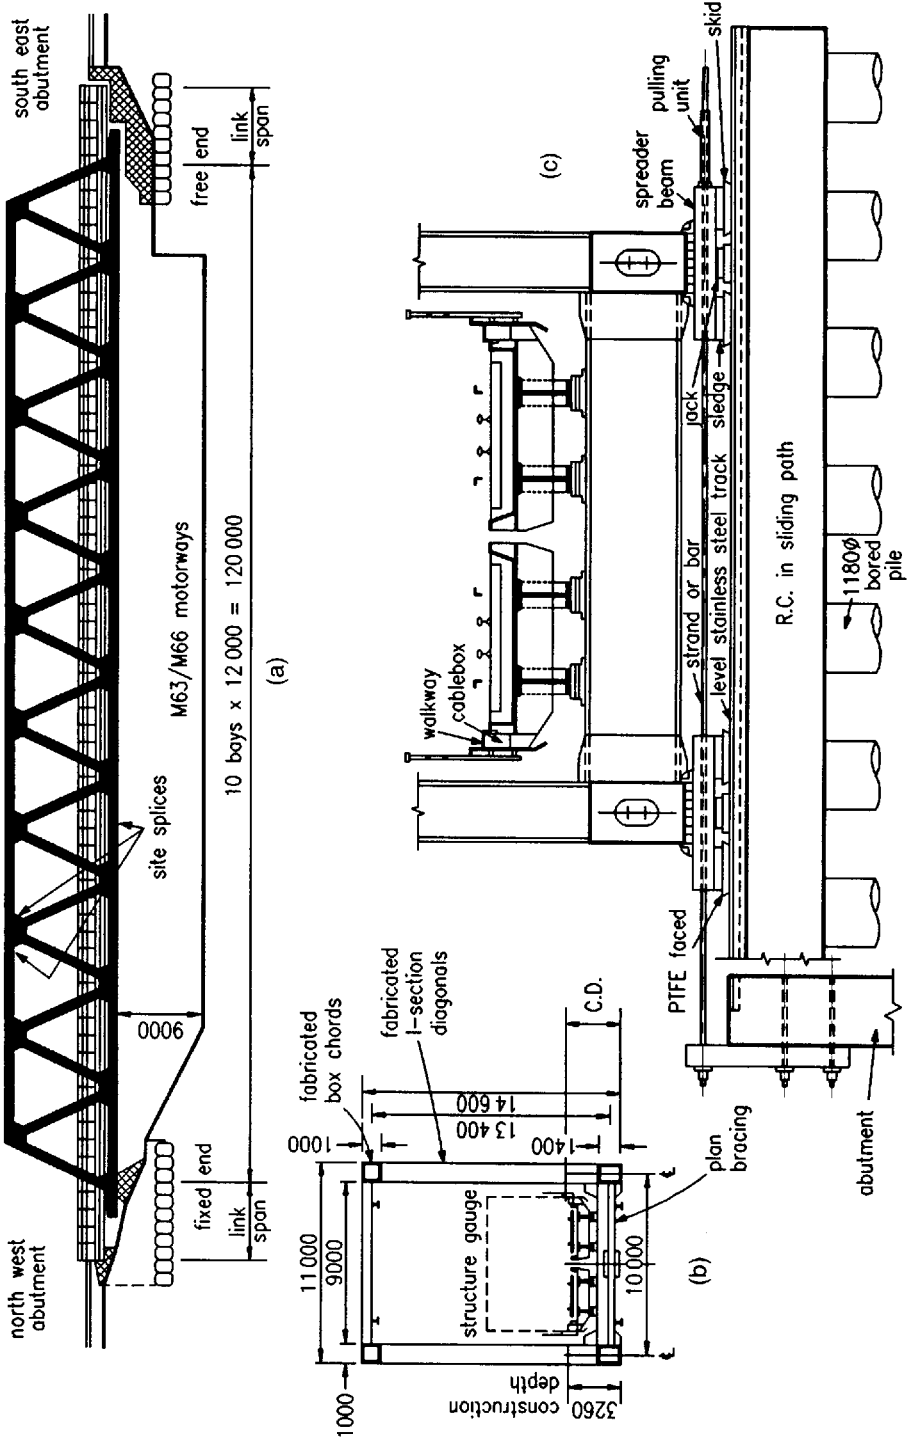 north west
abutment
south east
abutment
site splices
9000
M63/M66 motorways
fixed end
free end
link
span
link
span
10 bays x 12 000 = 120 000
(a)
11 000
9000
1000
1000
fabricated
box chords
fabricated
I-section
diagonals
14 600
13 400
1400
structure gauge
C.D.
3260
construction
depth
10 000
plan
bracing
(b)
walkway
cablebox
(c)
spreader
beam
pulling
unit
skid
jack
sledge
strand or bar
level stainless steel track
PTFE faced
R.C. in sliding path
1180Ø
bored
pile
abutment